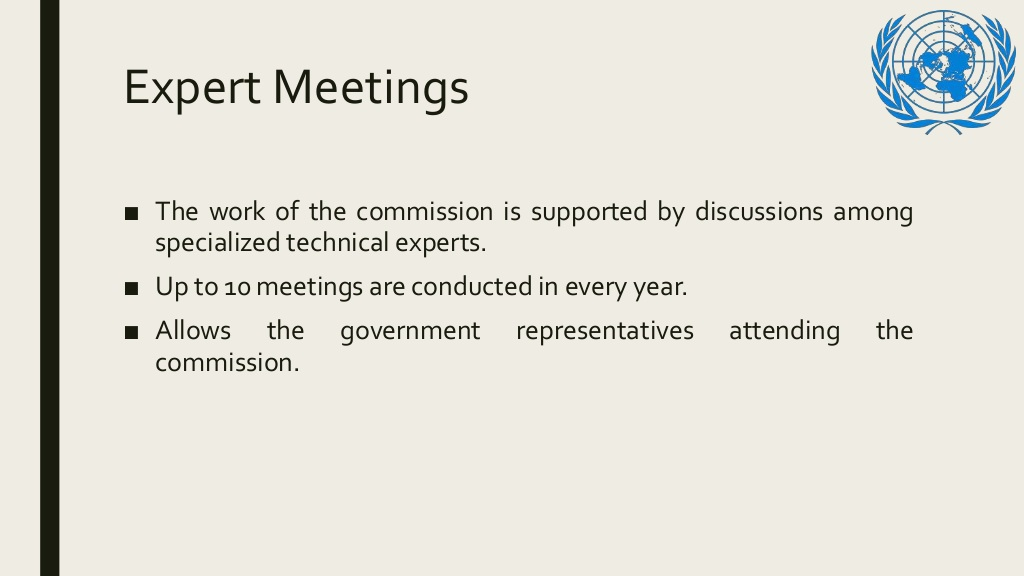 Expert Meetings
■ The work of the commission is supported by discussions among
specialized technical experts.
■ Up to 10 meetings are conducted in every year.
■ Allows the government representatives attending the
commission.